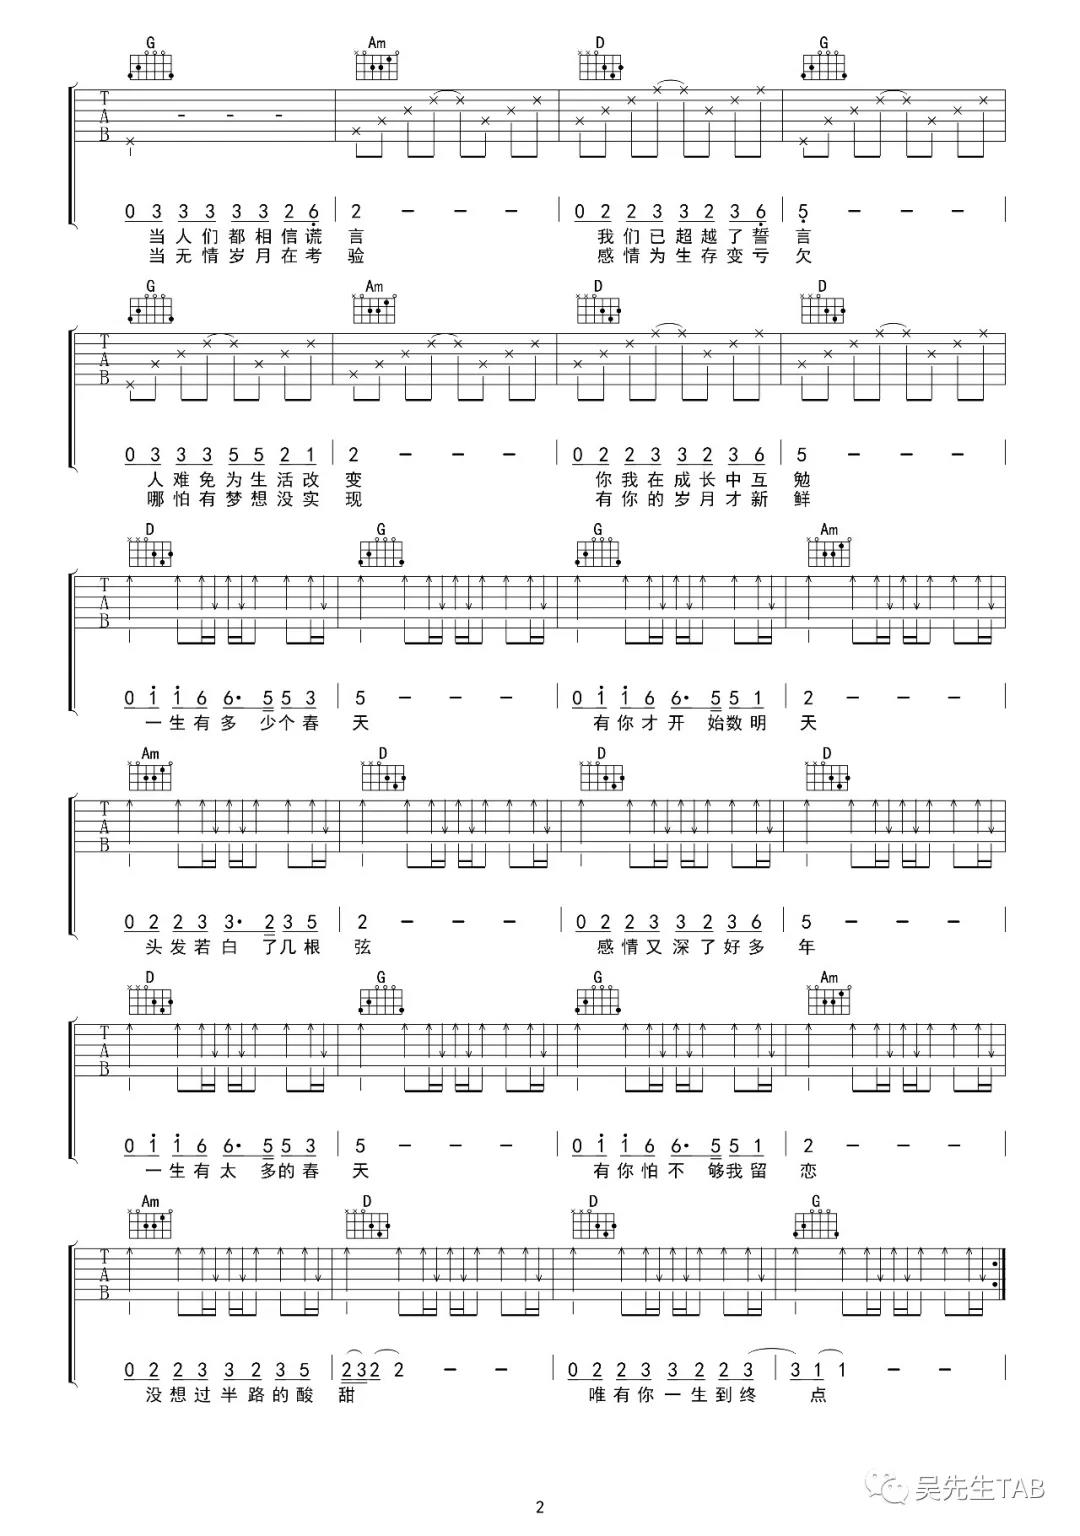 G Am D G
T A B
0 3 3 3 3 3 2 6 | 2 - - - | 0 2 2 3 3 2 3 6 | 5 - - - |
当人们都相信谎言 我们已超越了誓言
当无情岁月在考验 感情为生存变亏欠
G Am D D
T A B
0 3 3 3 5 5 2 1 | 2 - - - | 0 2 2 3 3 2 3 6 | 5 - - - |
人难免为生活改变 你我在成长中互勉
哪怕有梦想没实现 有你的岁月才新鲜
D G G Am
T A B
0 1 1 6 6· 5 5 3 | 5 - - - | 0 1 1 6 6· 5 5 1 | 2 - - - |
一生有多少个春天 有你才开始数明天
Am D D D
T A B
0 2 2 3 3· 2 3 5 | 2 - - - | 0 2 2 3 3 2 3 6 | 5 - - - |
头发若白了几根弦 感情又深了好多年
D G G Am
T A B
0 1 1 6 6· 5 5 3 | 5 - - - | 0 1 1 6 6· 5 5 1 | 2 - - - |
一生有太多的春天 有你怕不够我留恋
Am D D G
T A B
0 2 2 3 3 2 3 5 | 2 3 2 2 - - | 0 2 2 3 3 2 2 3 | 3 1 1 - - |
没想过半路的酸甜 唯有你一生到终点
吴先生TAB
2